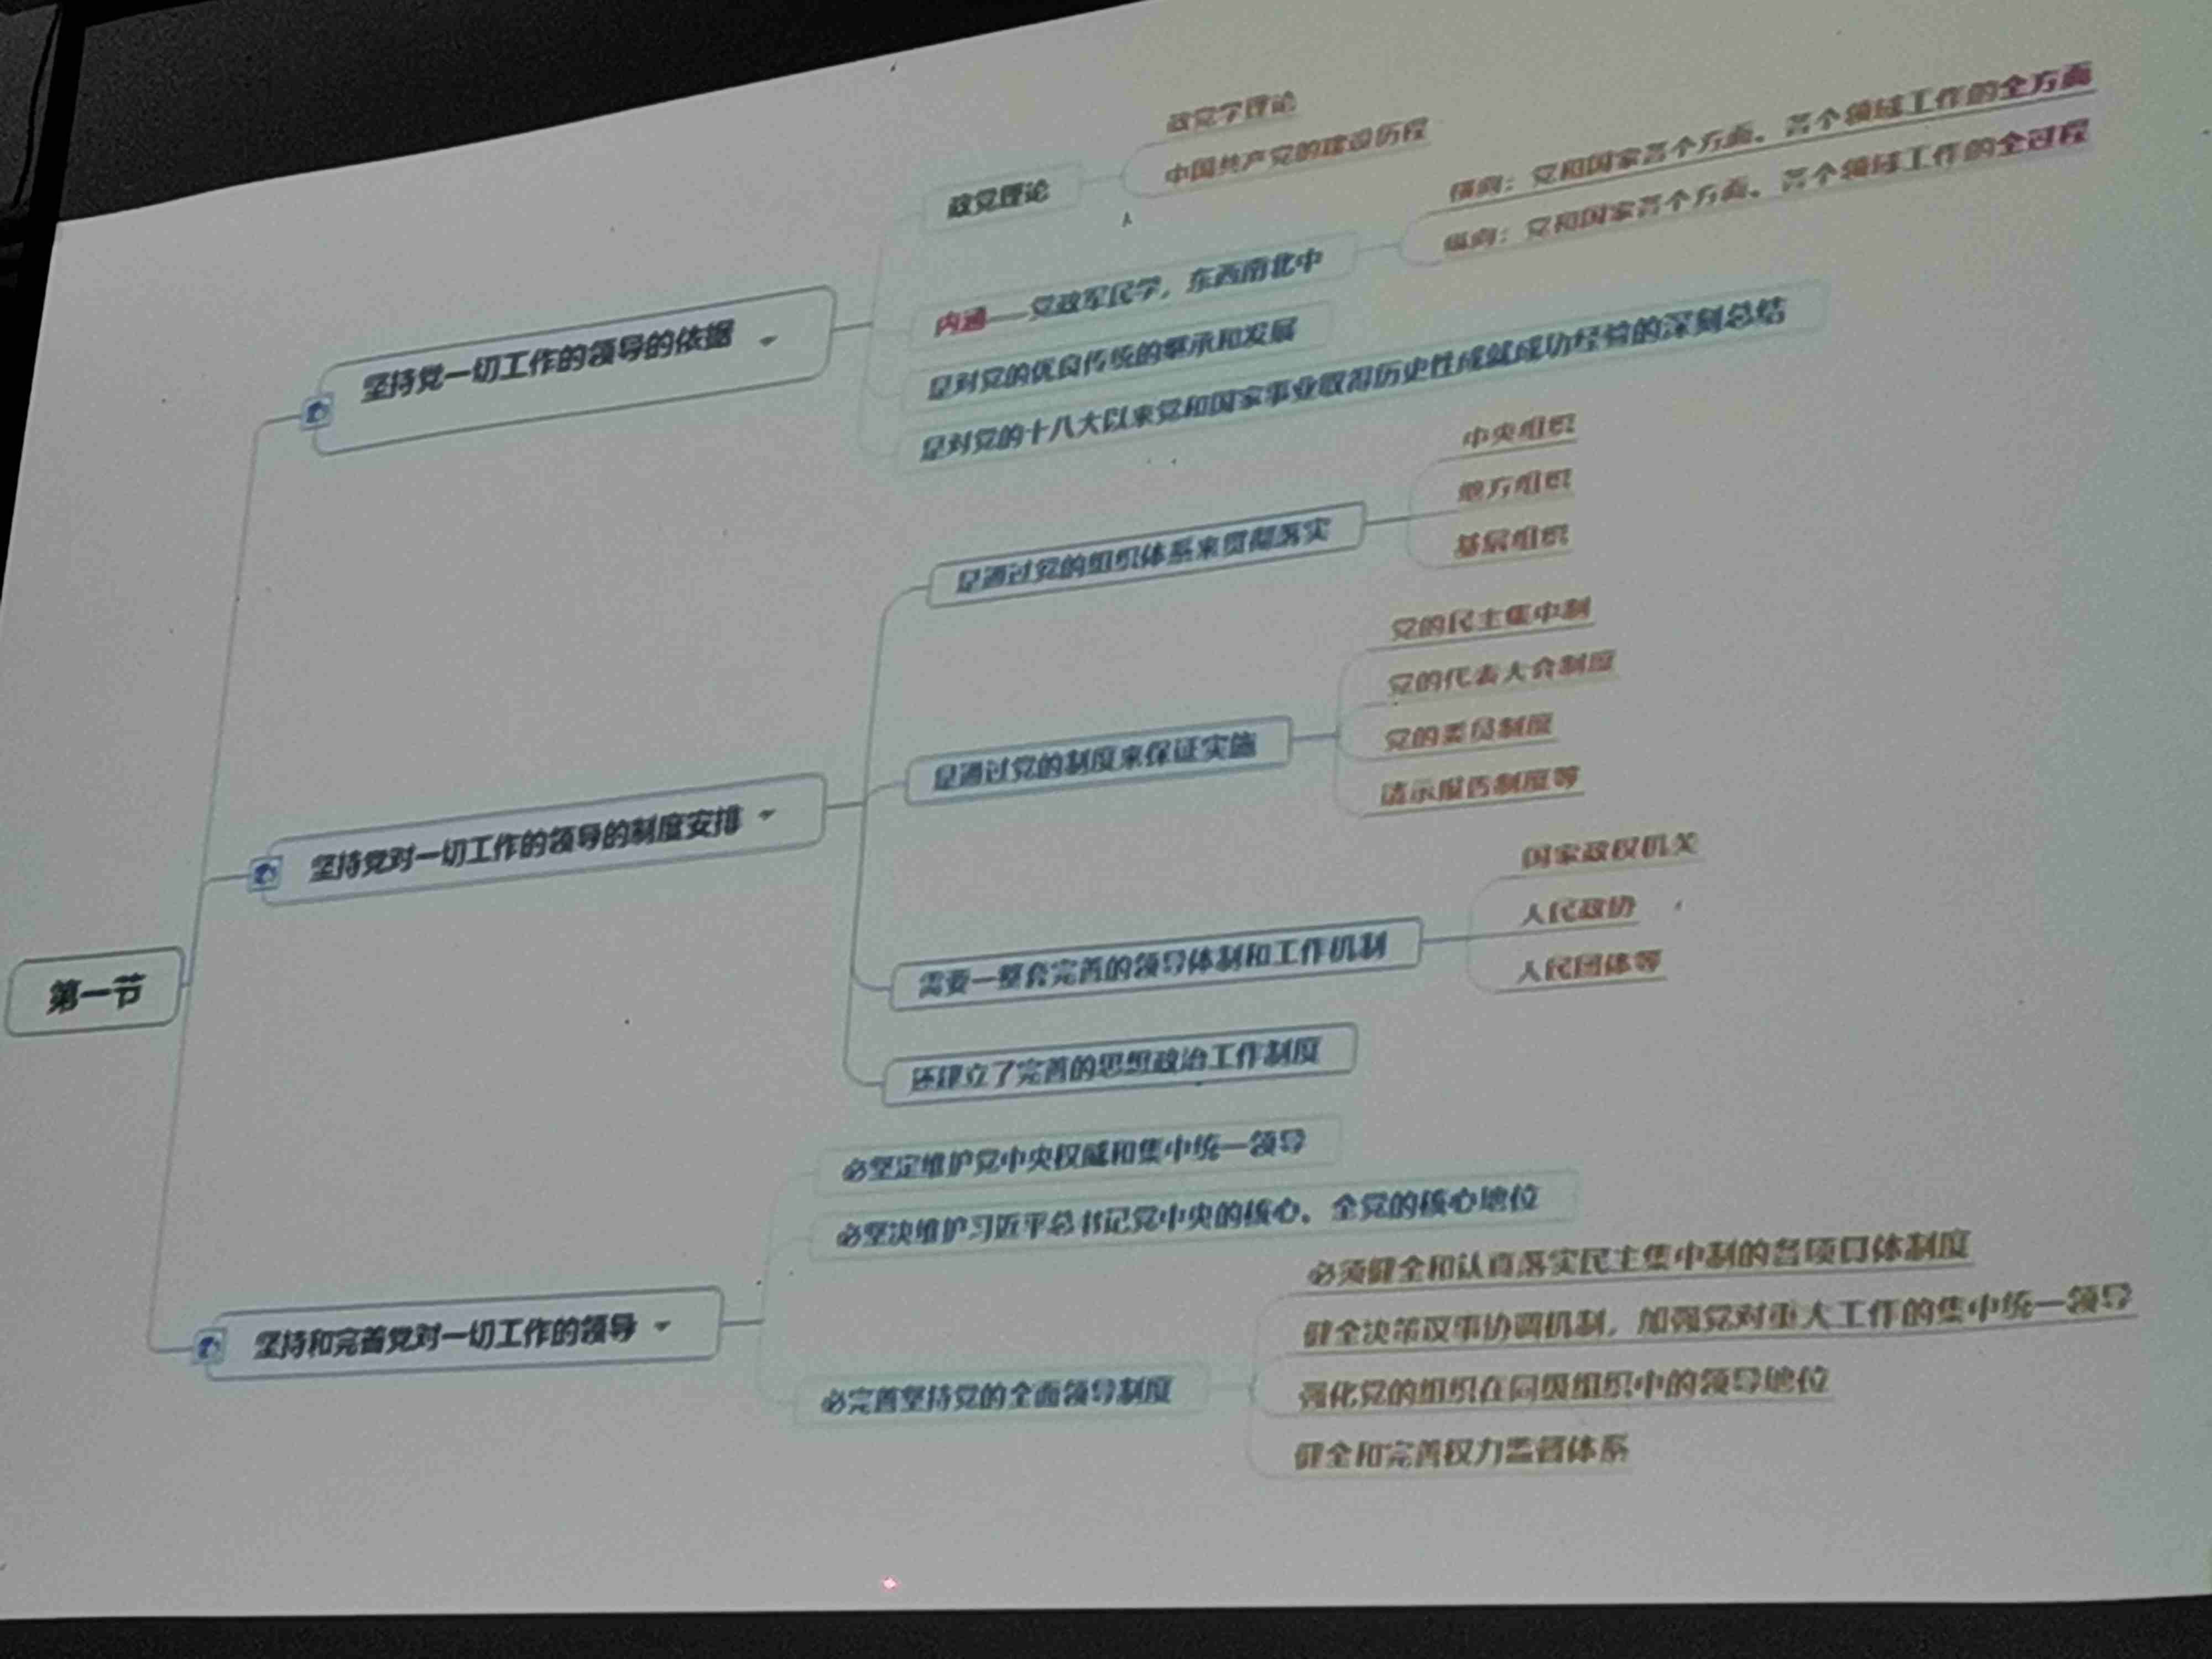 第一节
坚持党一切工作的领导的依据
政党理论
政党学理论
中国共产党的建设历程
内涵——党政军民学，东西南北中
横向：党和国家各个方面、各个领域工作的全方面
纵向：党和国家各个方面、各个领域工作的全过程
是对党的优良传统的继承和发展
是对党的十八大以来党和国家事业取得历史性成就成功经验的深刻总结
坚持党对一切工作的领导的制度安排
是通过党的组织体系来贯彻落实
中央组织
地方组织
基层组织
是通过党的制度来保证实施
党的民主集中制
党的代表大会制度
党的委员制度
请示报告制度等
需要一整套完善的领导体制和工作机制
国家政权机关
人民政协
人民团体等
还建立了完善的思想政治工作制度
坚持和完善党对一切工作的领导
必坚定维护党中央权威和集中统一领导
必坚决维护习近平总书记党中央的核心、全党的核心地位
必完善坚持党的全面领导制度
必须健全和认真落实民主集中制的各项具体制度
健全决策议事协调机制，加强党对重大工作的集中统一领导
强化党的组织在同级组织中的领导地位
健全和完善权力监督体系